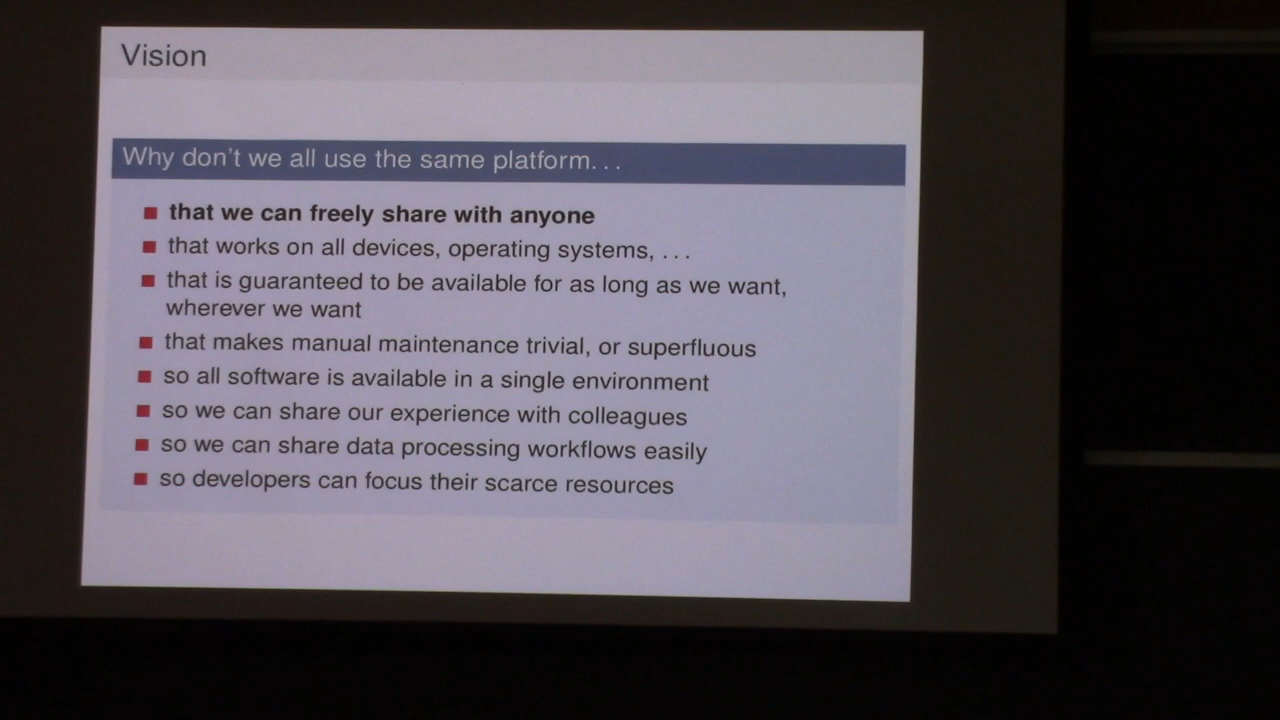 Vision
Why don't we all use the same platform. . .
that we can freely share with anyone
that works on all devices, operating systems, . . .
that is guaranteed to be available for as long as we want,
wherever we want
that makes manual maintenance trivial, or superfluous
so all software is available in a single environment
so we can share our experience with colleagues
so we can share data processing workflows easily
so developers can focus their scarce resources